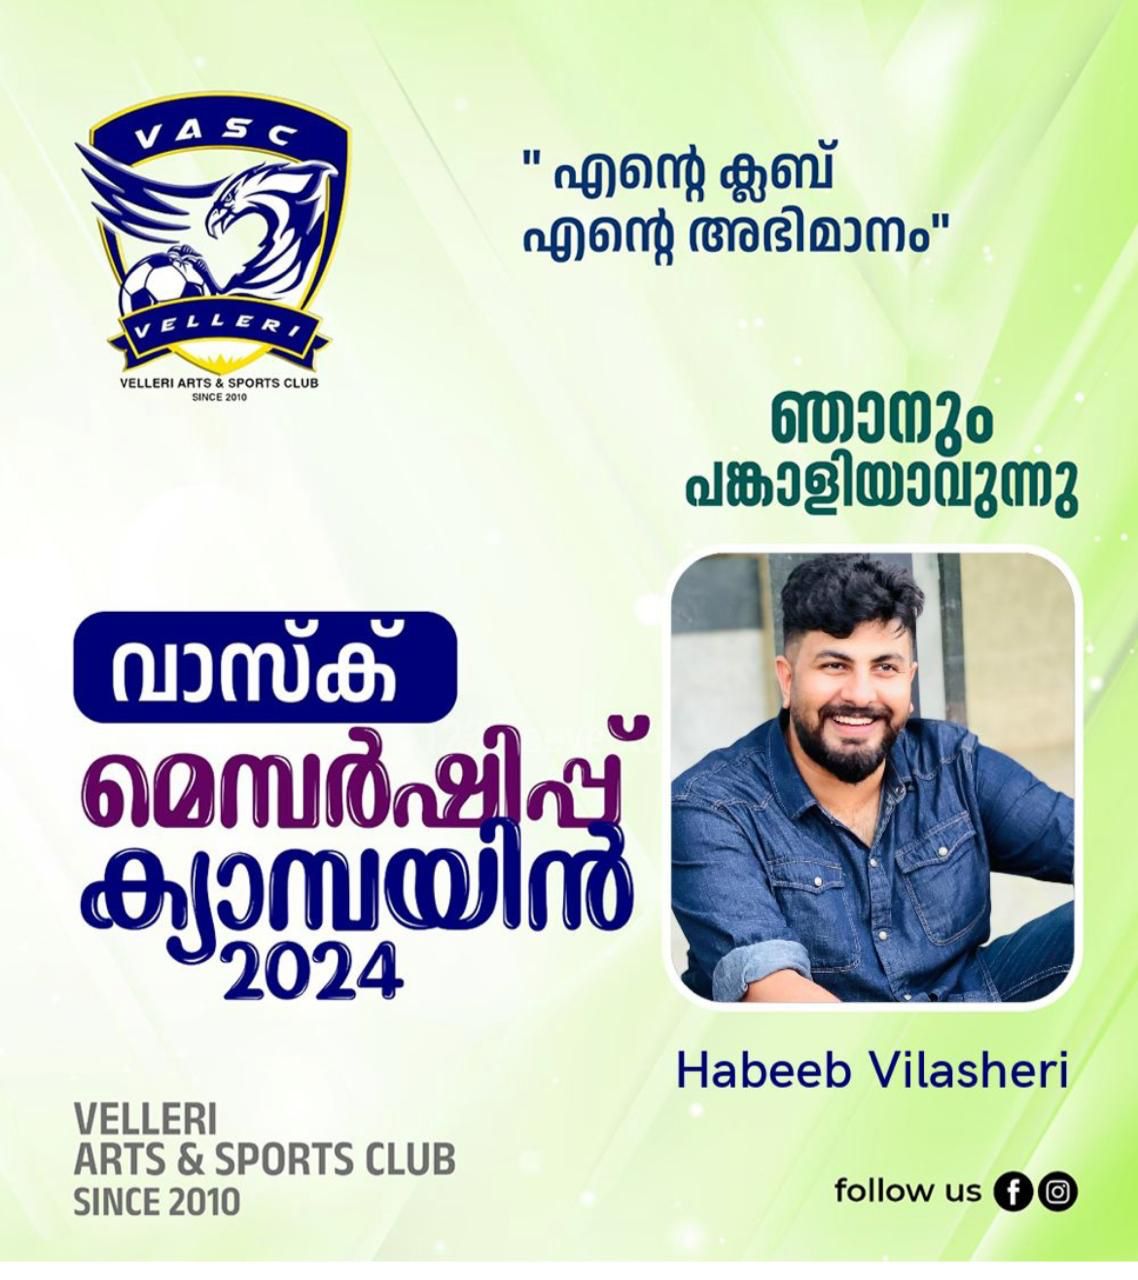 VASC
VELLERI
VELLERI ARTS & SPORTS CLUB
SINCE 2010
" എന്റെ ക്ലബ്
എന്റെ അഭിമാനം"
ഞാനും
പങ്കാളിയാവുന്നു
വാസ്ക്
മെമ്പർഷിപ്പ്
ക്യാമ്പയിൻ
2024
Habeeb Vilasheri
VELLERI
ARTS & SPORTS CLUB
SINCE 2010
follow us